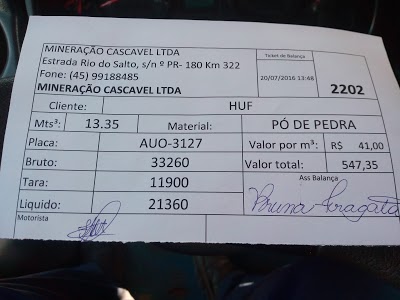 MINERAÇÃO CASCAVEL LTDA
Estrada Rio do Salto, s/n º PR- 180 Km 322
Fone: (45) 99188485
MINERAÇÃO CASCAVEL LTDA
Ticket de Balança
20/07/2016 13:48
2202
Cliente: HUF
Mts³: 13.35 Material: PÓ DE PEDRA
Placa: AUO-3127 Valor por m³: R$ 41,00
Bruto: 33260 Valor total: 547,35
Tara: 11900 Ass Balança
Liquido: 21360 Bruna Fragata
Motorista